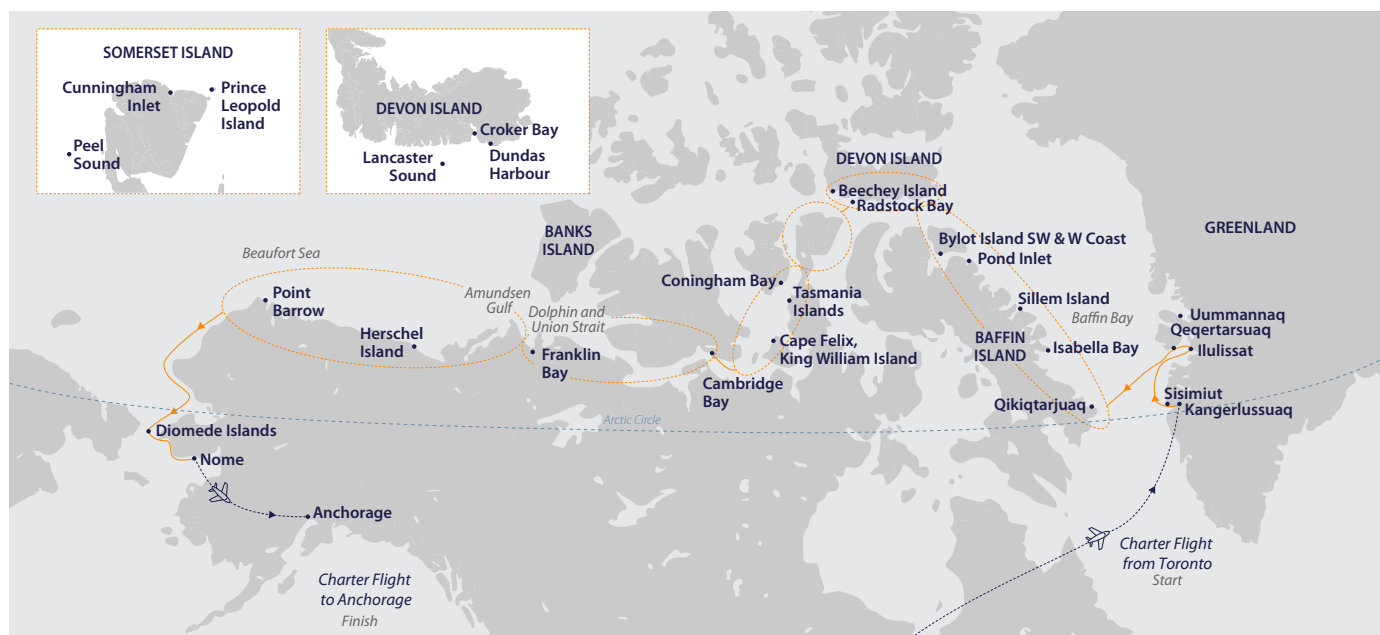 SOMERSET ISLAND
Cunningham
Inlet
Prince
Leopold
Island
Peel
Sound
DEVON ISLAND
Croker Bay
Lancaster
Sound
Dundas
Harbour
DEVON ISLAND
Beechey Island
Radstock Bay
BANKS
ISLAND
GREENLAND
Bylot Island SW & W Coast
Pond Inlet
Beaufort Sea
Point
Barrow
Amundsen
Gulf
Dolphin and
Union Strait
Coningham Bay
Tasmania
Islands
Sillem Island
Baffin Bay
Uummannaq
Qeqertarsuaq
Ilulissat
Herschel
Island
Franklin
Bay
Cape Felix,
King William Island
BAFFIN
ISLAND
Isabella Bay
Cambridge
Bay
Qikiqtarjuaq
Sisimiut
Kangerlussuaq
Arctic Circle
Diomede Islands
Nome
Anchorage
Charter Flight
to Anchorage
Finish
Charter Flight
from Toronto
Start